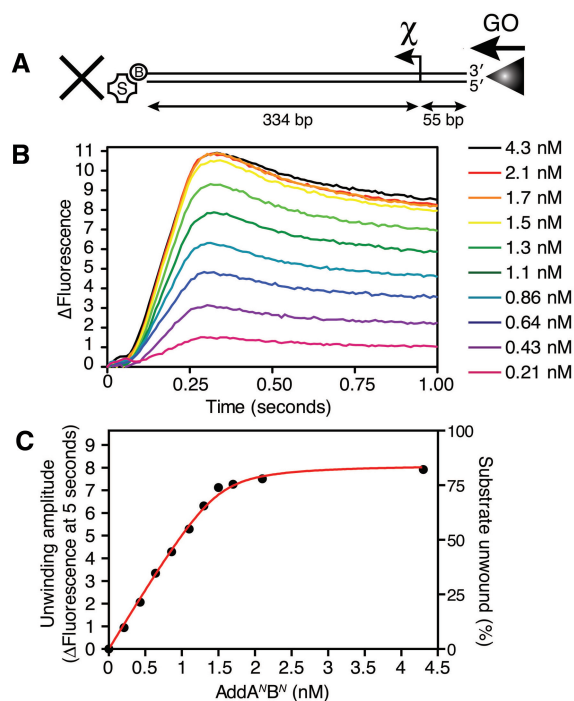 A
χ
GO
B
S
3′
5′
334 bp
55 bp
B
ΔFluorescence
11
10
9
8
7
6
5
4
3
2
1
0
0
0.25
0.50
0.75
1.00
Time (seconds)
4.3 nM
2.1 nM
1.7 nM
1.5 nM
1.3 nM
1.1 nM
0.86 nM
0.64 nM
0.43 nM
0.21 nM
C
Unwinding amplitude
(ΔFluorescence at 5 seconds)
9
8
7
6
5
4
3
2
1
0
100
75
50
25
0
Substrate unwound (%)
0
0.5
1
1.5
2
2.5
3
3.5
4
4.5
AddAᴺBᴺ (nM)